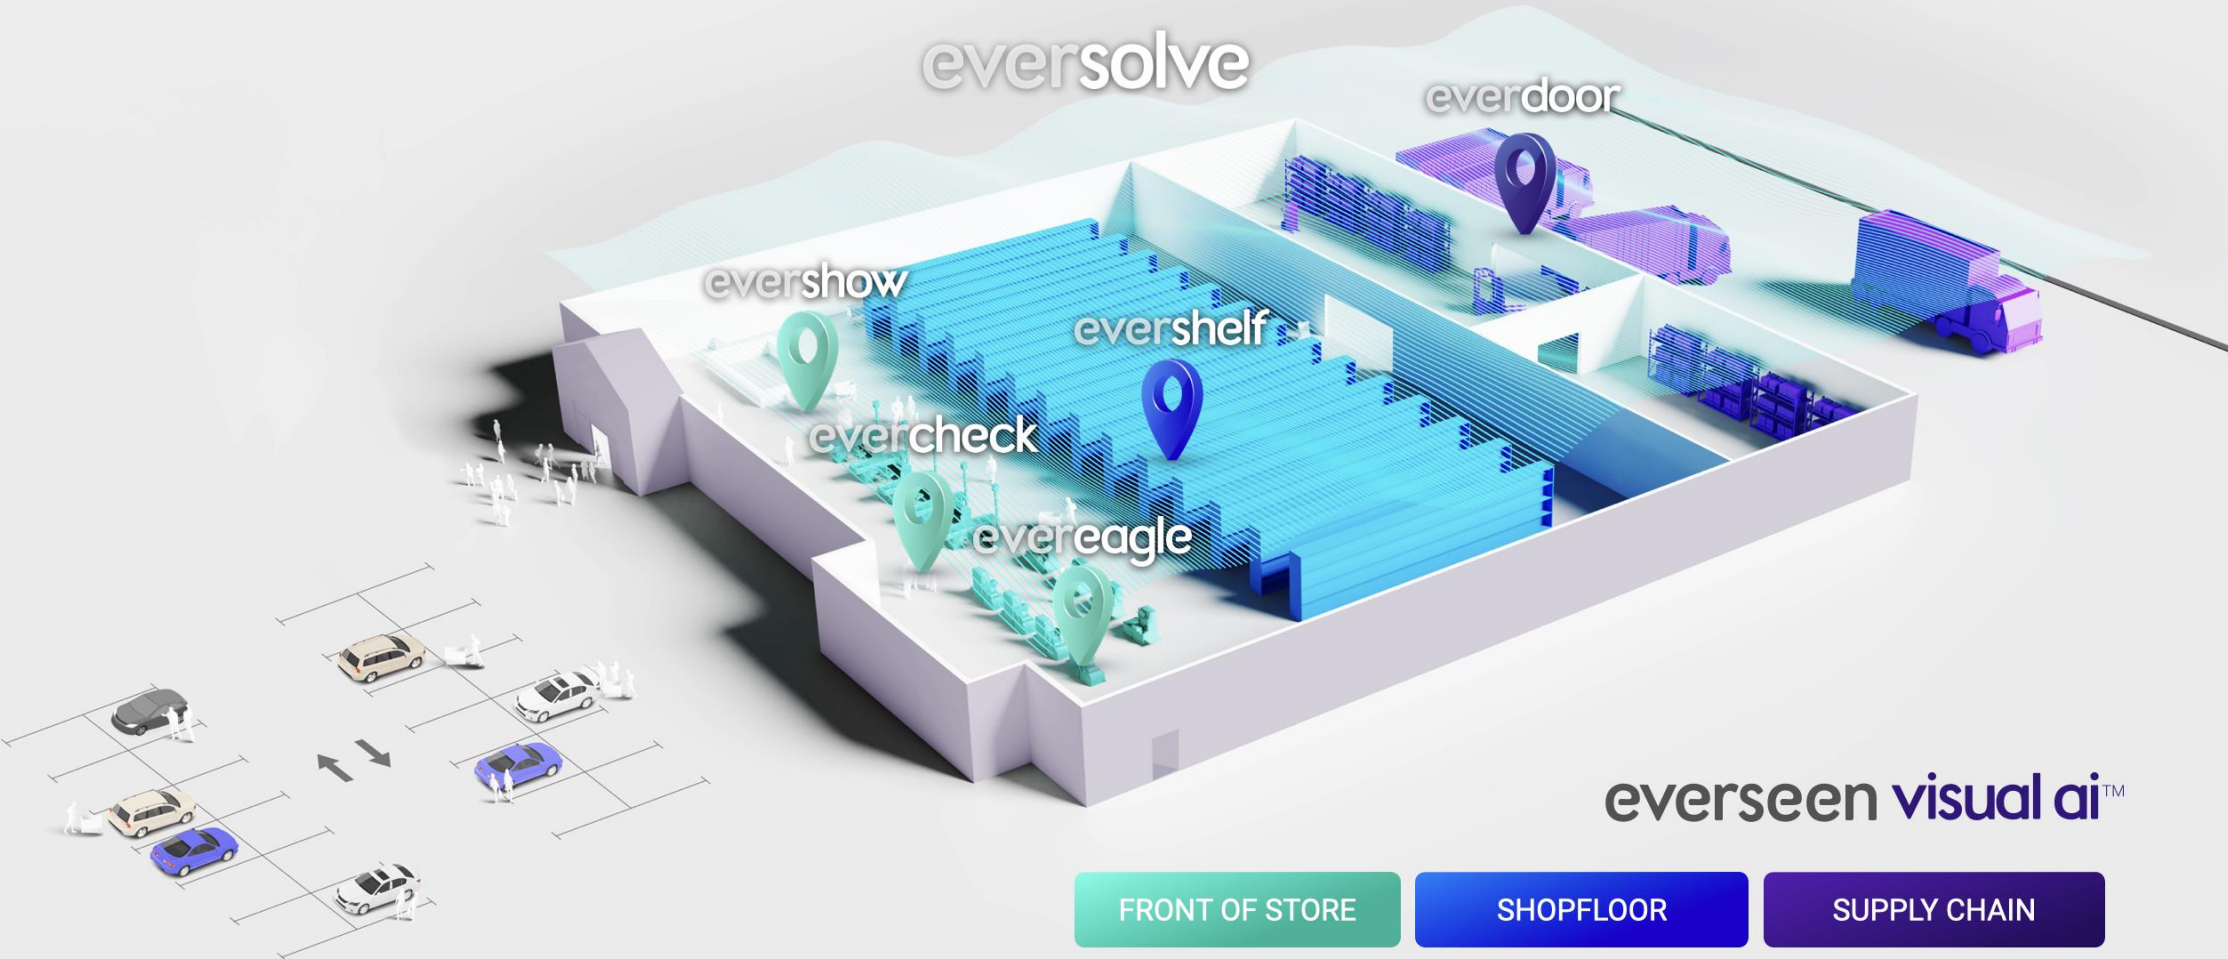 eversolve
everdoor
evershow
evershelf
evercheck
evereagle
everseen visual ai™
FRONT OF STORE
SHOPFLOOR
SUPPLY CHAIN